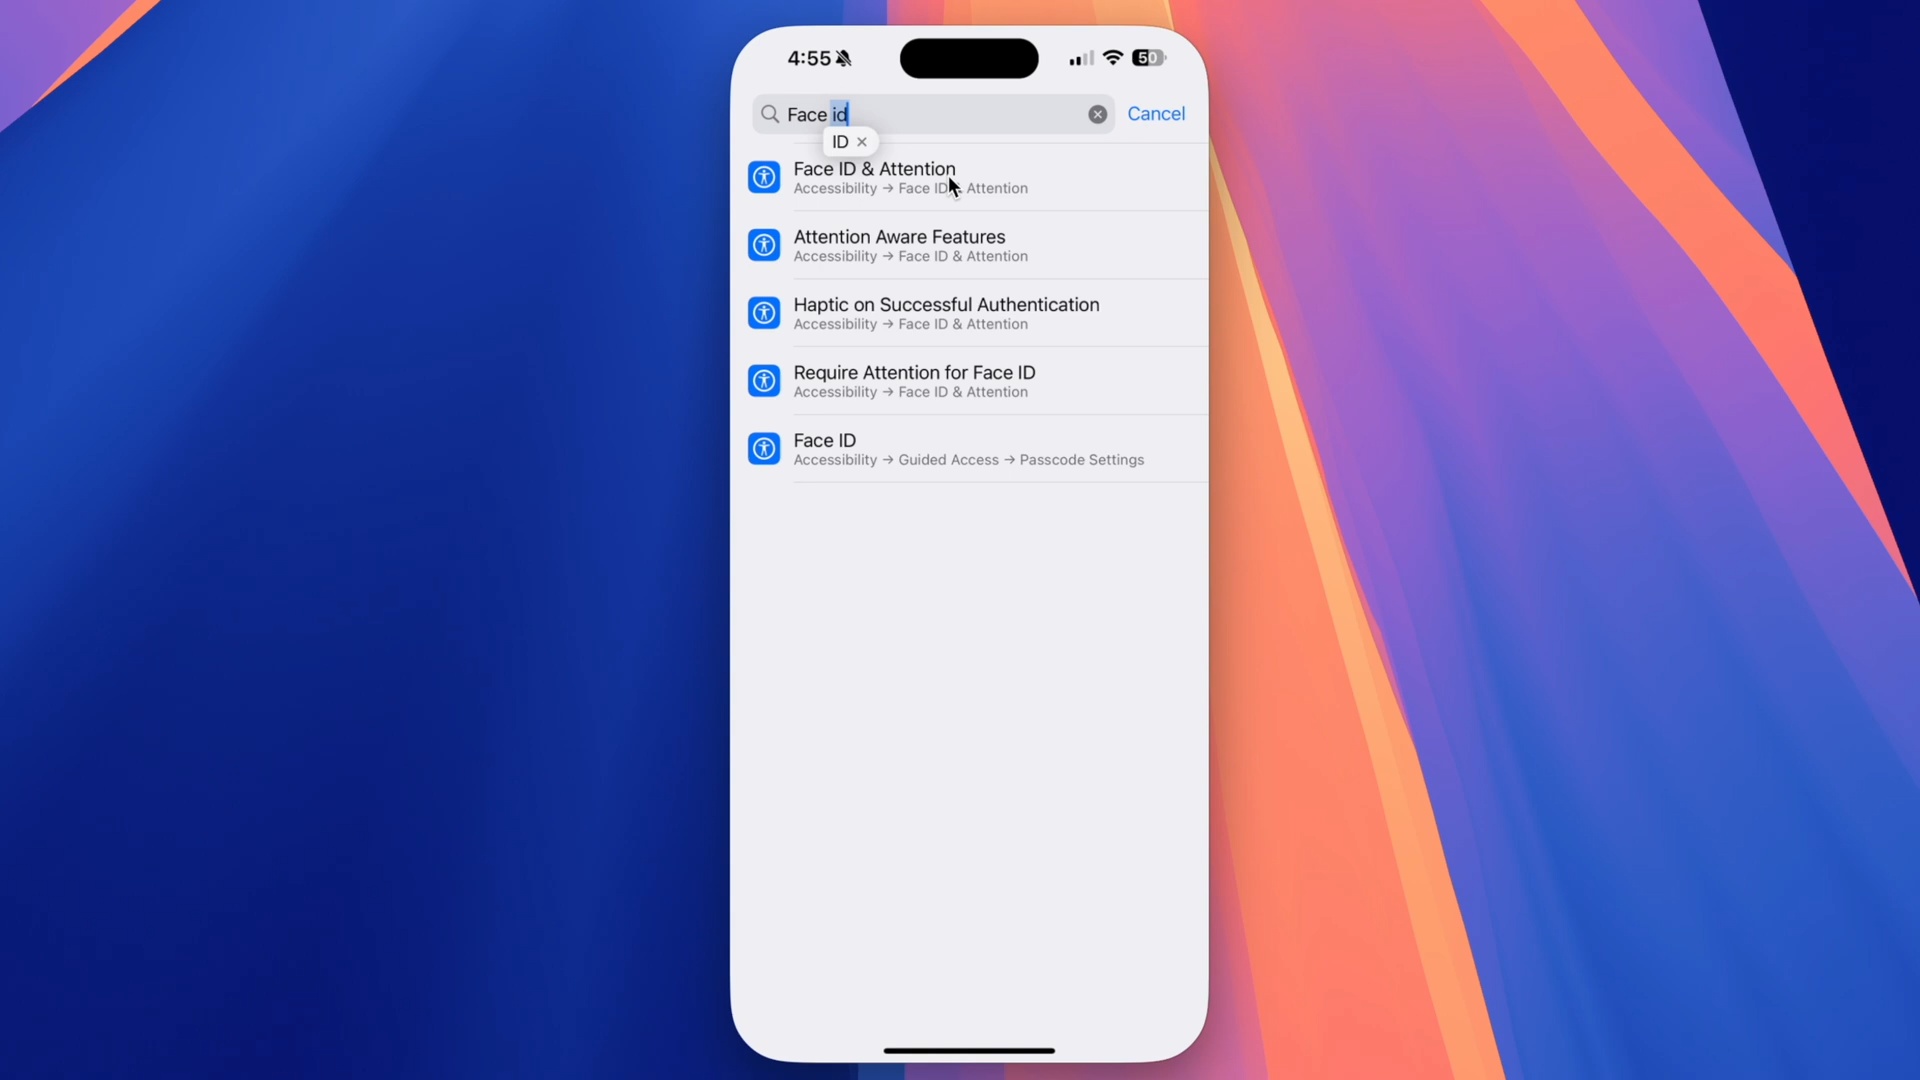 4:55
50
Face id
Cancel
ID
Face ID & Attention
Accessibility → Face ID & Attention
Attention Aware Features
Accessibility → Face ID & Attention
Haptic on Successful Authentication
Accessibility → Face ID & Attention
Require Attention for Face ID
Accessibility → Face ID & Attention
Face ID
Accessibility → Guided Access → Passcode Settings